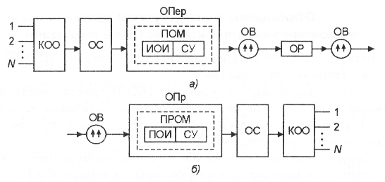 ОПер
1
2
N
КОО
ОС
ПОМ
ИОИ СУ
ОВ
ОР
ОВ
а)
ОПр
ОВ
ПРОМ
ПОИ СУ
ОС
КОО
1
2
N
б)